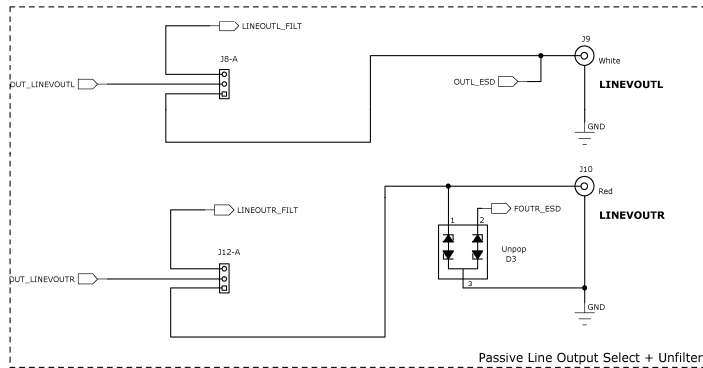 LINEOUTL_FILT
J8-A
OUT_LINEVOUTL
J9
White
OUTL_ESD
LINEVOUTL
GND
J10
Red
LINEOUTR_FILT
FOUTR_ESD
LINEVOUTR
1 2
J12-A
Unpop
D3
OUT_LINEVOUTR
3
GND
Passive Line Output Select + Unfilter